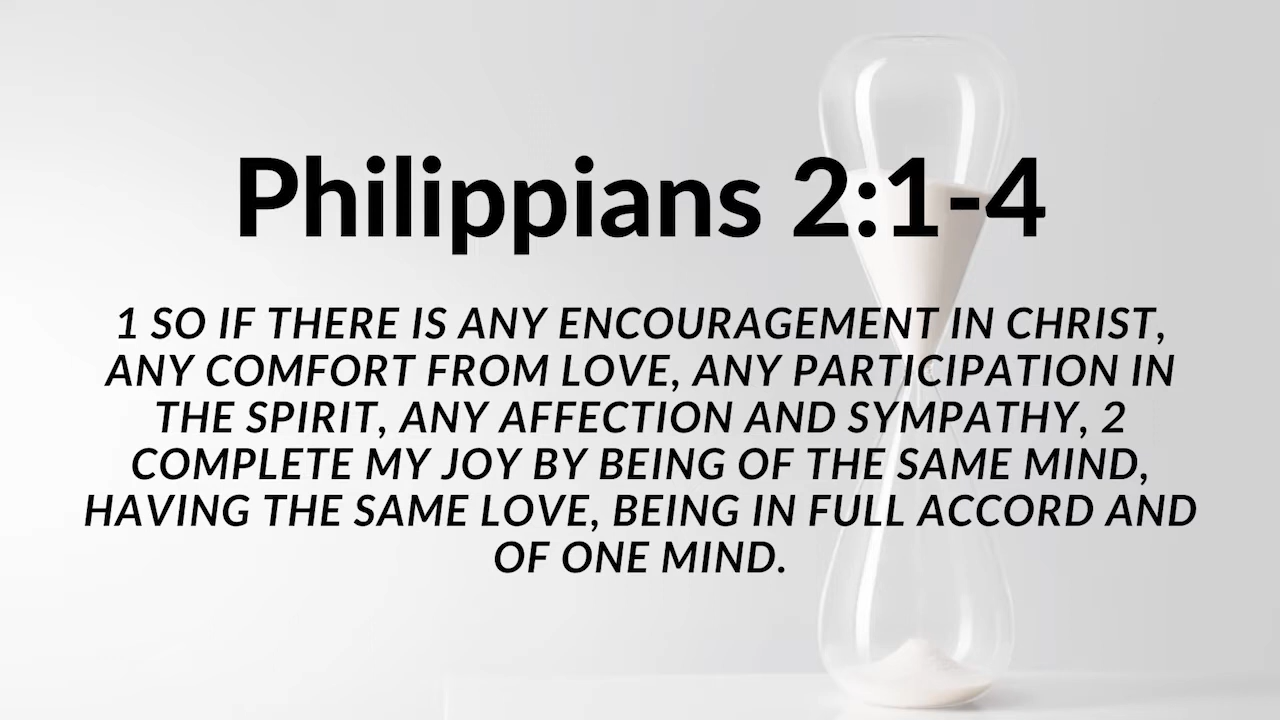 Philippians 2:1-4
1 SO IF THERE IS ANY ENCOURAGEMENT IN CHRIST,
ANY COMFORT FROM LOVE, ANY PARTICIPATION IN
THE SPIRIT, ANY AFFECTION AND SYMPATHY, 2
COMPLETE MY JOY BY BEING OF THE SAME MIND,
HAVING THE SAME LOVE, BEING IN FULL ACCORD AND
OF ONE MIND.